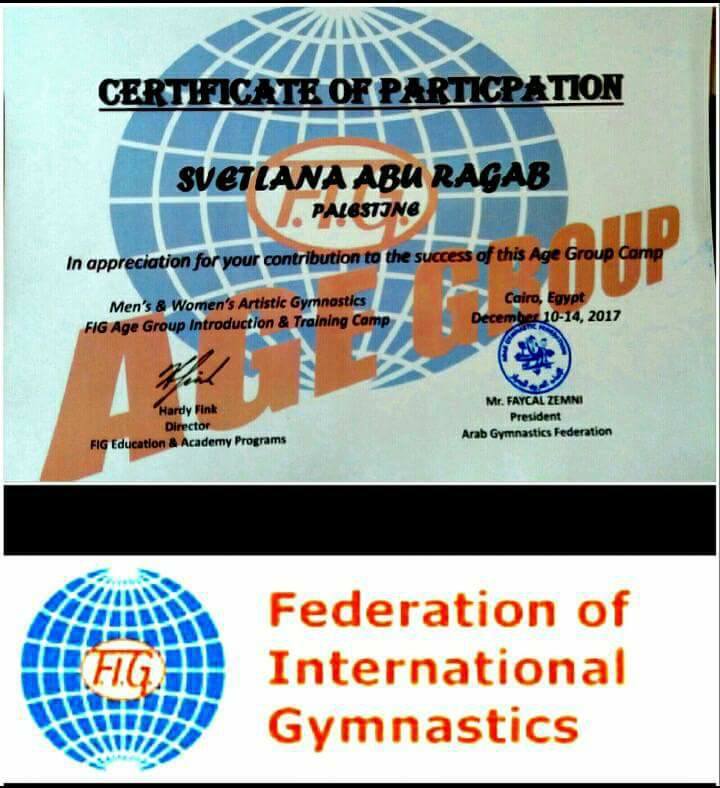 CERTIFICATE OF PARTICPATION
SVETLANA ABU RAGAB
PALESTINE
F.I.G.
AGE GROUP
In appreciation for your contribution to the success of this Age Group Camp
Men's & Women's Artistic Gymnastics
FIG Age Group Introduction & Training Camp
Cairo, Egypt
December 10-14, 2017
Hardy Fink
Director
FIG Education & Academy Programs
Mr. FAYCAL ZEMNI
President
Arab Gymnastics Federation
F.I.G.
Federation of
International
Gymnastics